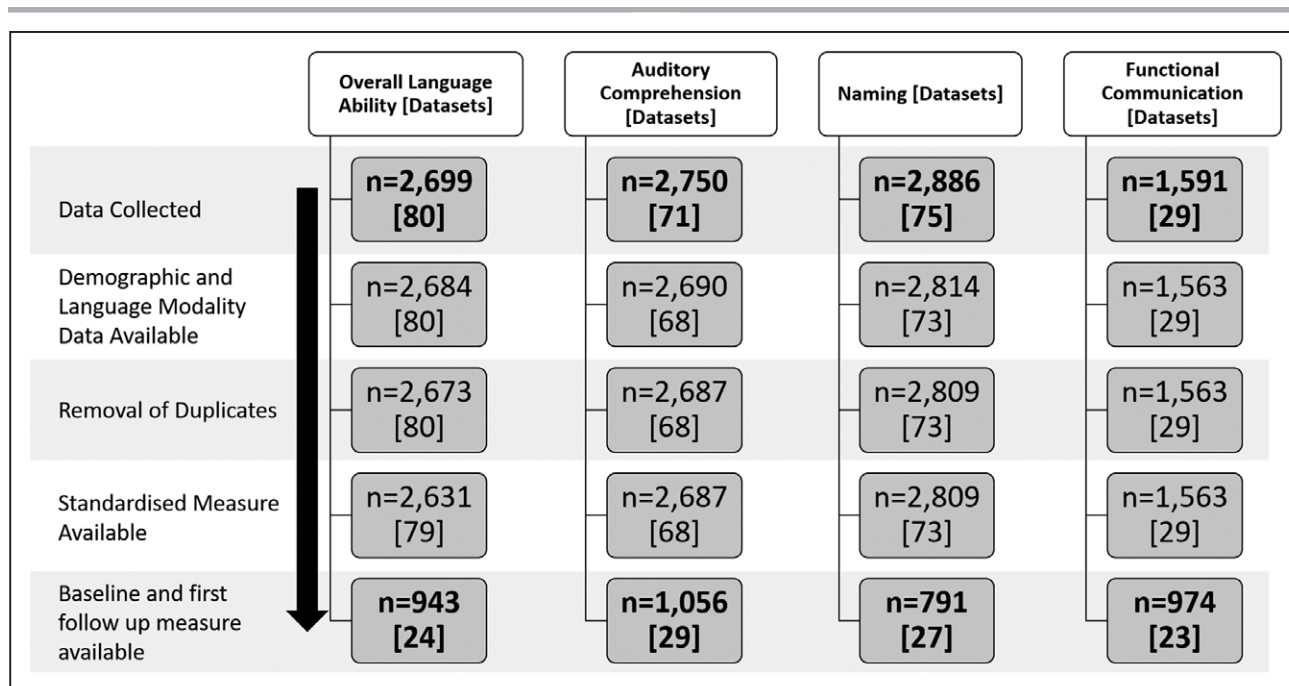 Overall Language
Ability [Datasets]
Auditory
Comprehension
[Datasets]
Naming [Datasets]
Functional
Communication
[Datasets]
Data Collected
n=2,699
[80]
n=2,750
[71]
n=2,886
[75]
n=1,591
[29]
Demographic and
Language Modality
Data Available
n=2,684
[80]
n=2,690
[68]
n=2,814
[73]
n=1,563
[29]
Removal of Duplicates
n=2,673
[80]
n=2,687
[68]
n=2,809
[73]
n=1,563
[29]
Standardised Measure
Available
n=2,631
[79]
n=2,687
[68]
n=2,809
[73]
n=1,563
[29]
Baseline and first
follow up measure
available
n=943
[24]
n=1,056
[29]
n=791
[27]
n=974
[23]